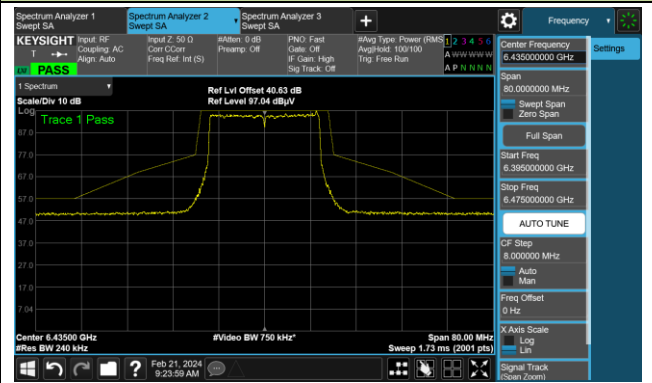 Spectrum Analyzer 1
Swept SA
Spectrum Analyzer 2
Swept SA
Spectrum Analyzer 3
Swept SA
+
Frequency
KEYSIGHT
T
LW PASS
Input: RF
Coupling: AC
Align: Auto
Input Z: 50 Ω
Corr CCorr
Freq Ref: Int (S)
#Atten: 0 dB
Preamp: Off
PNO: Fast
Gate: Off
IF Gain: High
Sig Track: Off
#Avg Type: Power (RMS
Avg|Hold: 100/100
Trig: Free Run
1 2 3 4 5 6
A W W W W W
A P N N N N
1 Spectrum
Scale/Div 10 dB
Ref Lvl Offset 40.63 dB
Ref Level 97.04 dBµV
Log
Trace 1 Pass
87.0
77.0
67.0
57.0
47.0
37.0
27.0
17.0
7.04
Center 6.43500 GHz
#Res BW 240 kHz
#Video BW 750 kHz*
Span 80.00 MHz
Sweep 1.73 ms (2001 pts)
Center Frequency
6.435000000 GHz
Settings
Span
80.0000000 MHz
Swept Span
Zero Span
Full Span
Start Freq
6.395000000 GHz
Stop Freq
6.475000000 GHz
AUTO TUNE
CF Step
8.000000 MHz
Auto
Man
Freq Offset
0 Hz
X Axis Scale
Log
Lin
Signal Track
(Span Zoom)
?
Feb 21, 2024
9:23:59 AM